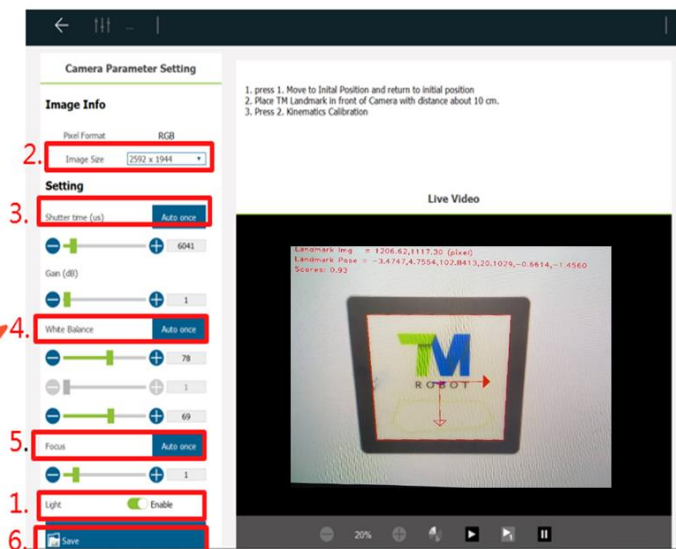 Camera Parameter Setting
Image Info
Pixel Format RGB
2. Image Size 2592 x 1944
Setting
3. Shutter time (us) Auto once
6041
Gain (dB)
1
4. White Balance Auto once
78
1
69
5. Focus Auto once
1
1. Light Enable
6. Save
1. press 1. Move to Inital Position and return to initial position
2. Place TM Landmark in front of Camera with distance about 10 cm.
3. Press 2. Kinematics Calibration
Live Video
Landmark Img = 1206.62,1117.30 (pixel)
Landmark Pose = -3.4747,4.7554,102.8413,20.1029,-0.6614,-1.4560
Scores: 0.93
TM
ROBOT
20%